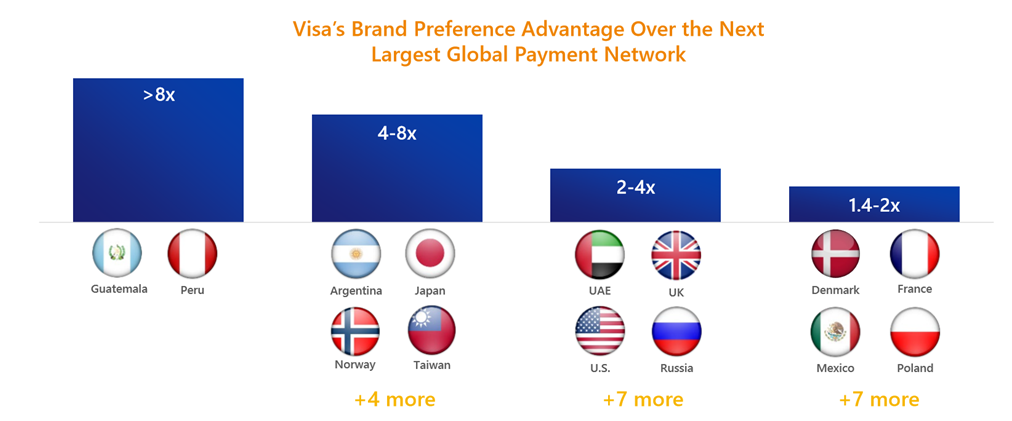 Visa's Brand Preference Advantage Over the Next
Largest Global Payment Network
>8x
4-8x
2-4x
1.4-2x
Guatemala
Peru
Argentina
Japan
UAE
UK
Denmark
France
Norway
Taiwan
U.S.
Russia
Mexico
Poland
+4 more
+7 more
+7 more